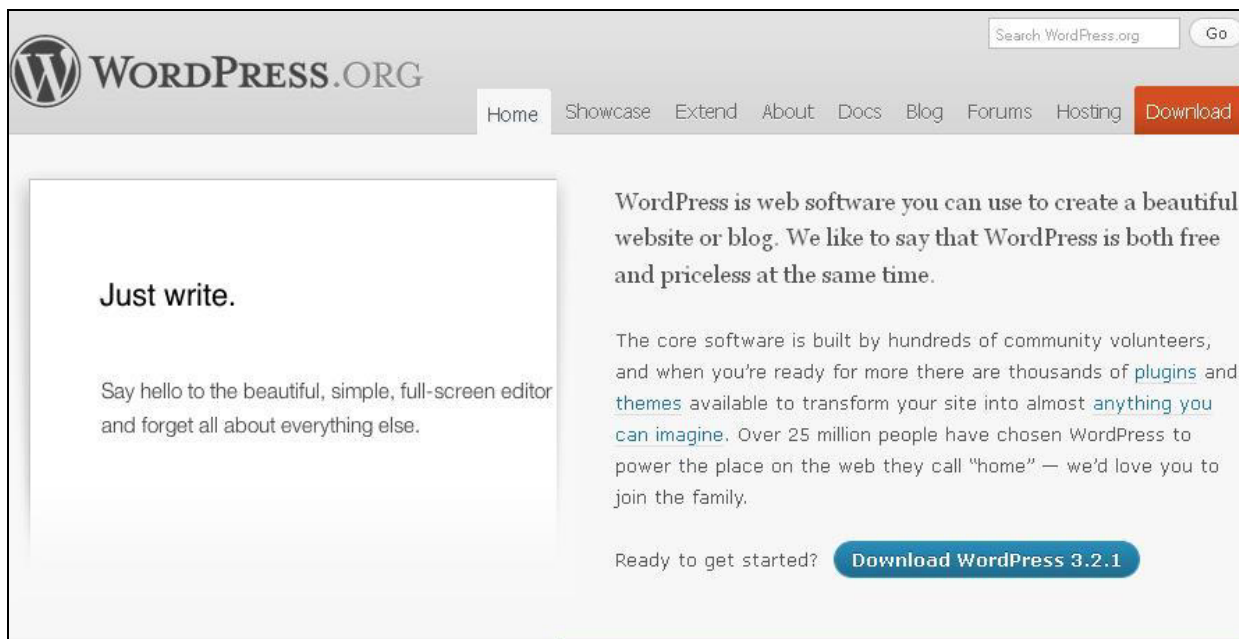 Search WordPress.org Go
WORDPRESS.ORG
Home Showcase Extend About Docs Blog Forums Hosting Download
Just write.
Say hello to the beautiful, simple, full-screen editor
and forget all about everything else.
WordPress is web software you can use to create a beautiful
website or blog. We like to say that WordPress is both free
and priceless at the same time.
The core software is built by hundreds of community volunteers,
and when you’re ready for more there are thousands of plugins and
themes available to transform your site into almost anything you
can imagine. Over 25 million people have chosen WordPress to
power the place on the web they call “home” — we’d love you to
join the family.
Ready to get started? Download WordPress 3.2.1